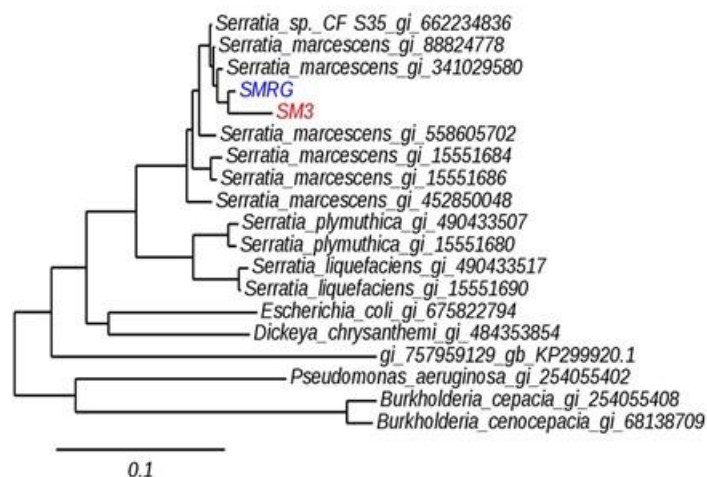 Serratia_sp._CF S35_gi_662234836
Serratia_marcescens_gi_88824778
Serratia_marcescens_gi_341029580
SMRG
SM3
Serratia_marcescens_gi_558605702
Serratia_marcescens_gi_15551684
Serratia_marcescens_gi_15551686
Serratia_marcescens_gi_452850048
Serratia_plymuthica_gi_490433507
Serratia_plymuthica_gi_15551680
Serratia_liquefaciens_gi_490433517
Serratia_liquefaciens_gi_15551690
Escherichia_coli_gi_675822794
Dickeya_chrysanthemi_gi_484353854
gi_757959129_gb_KP299920.1
Pseudomonas_aeruginosa_gi_254055402
Burkholderia_cepacia_gi_254055408
Burkholderia_cenocepacia_gi_68138709
0.1